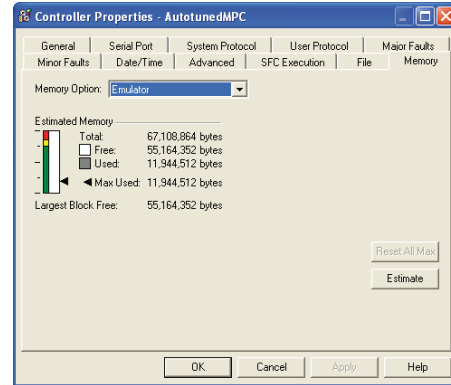 Controller Properties - AutotunedMPC
General Serial Port System Protocol User Protocol Major Faults
Minor Faults Date/Time Advanced SFC Execution File Memory
Memory Option: Emulator
Estimated Memory
Total: 67,108,864 bytes
Free: 55,164,352 bytes
Used: 11,944,512 bytes
Max Used: 11,944,512 bytes
Largest Block Free: 55,164,352 bytes
Reset All Max
Estimate
OK Cancel Apply Help